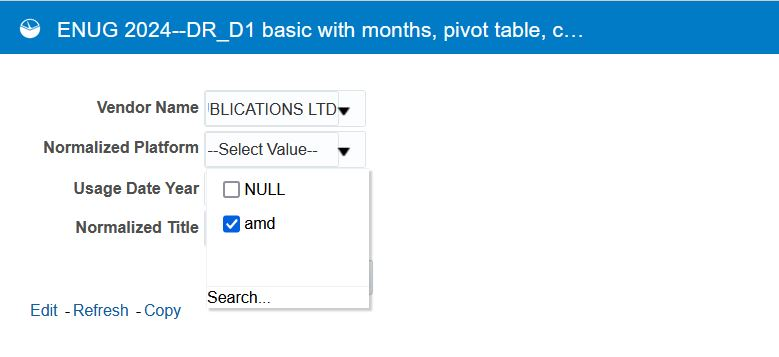 ENUG 2024--DR_D1 basic with months, pivot table, c…
Vendor Name BLICATIONS LTD
Normalized Platform --Select Value--
Usage Date Year NULL
Normalized Title amd
Search...
Edit - Refresh - Copy